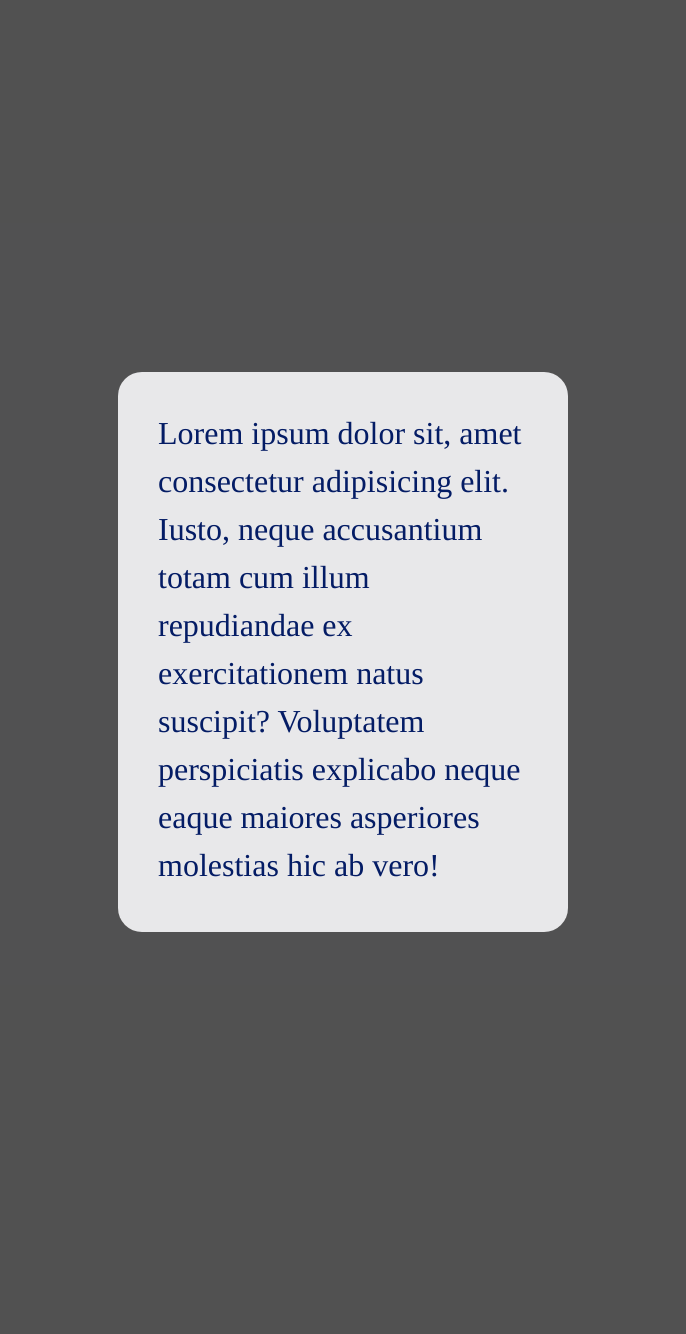 Lorem ipsum dolor sit, amet
consectetur adipisicing elit.
Iusto, neque accusantium
totam cum illum
repudiandae ex
exercitationem natus
suscipit? Voluptatem
perspiciatis explicabo neque
eaque maiores asperiores
molestias hic ab vero!